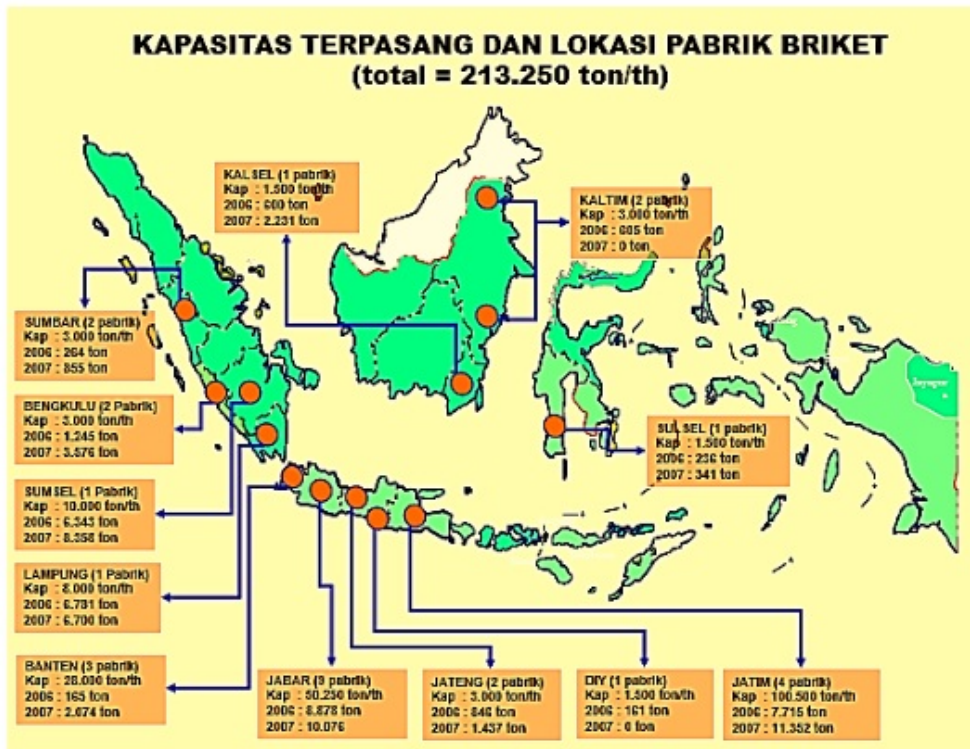 KAPASITAS TERPASANG DAN LOKASI PABRIK BRIKET
(total = 213.250 ton/th)
KALSEL (1 pabrik)
Kap : 1.500 ton/th
2006 : 600 ton
2007 : 2.231 ton
KALTIM (2 pabrik)
Kap : 3.000 ton/th
2006 : 605 ton
2007 : 0 ton
SUMBAR (2 pabrik)
Kap : 3.000 ton/th
2006 : 264 ton
2007 : 855 ton
BENGKULU (2 Pabrik)
Kap : 3.000 ton/th
2006 : 1.245 ton
2007 : 3.576 ton
SULSEL (1 pabrik)
Kap : 1.500 ton/th
2006 : 236 ton
2007 : 341 ton
SUMSEL (1 Pabrik)
Kap : 10.000 ton/th
2006 : 6.343 ton
2007 : 8.358 ton
LAMPUNG (1 Pabrik)
Kap : 8.000 ton/th
2006 : 6.781 ton
2007 : 6.700 ton
BANTEN (3 pabrik)
Kap : 28.000 ton/th
2006 : 165 ton
2007 : 2.074 ton
JABAR (9 pabrik)
Kap : 50.250 ton/th
2006 : 8.878 ton
2007 : 10.076
JATENG (2 pabrik)
Kap : 3.000 ton/th
2006 : 846 ton
2007 : 1.437 ton
DIY (1 pabrik)
Kap : 1.500 ton/th
2006 : 161 ton
2007 : 0 ton
JATIM (4 pabrik)
Kap : 100.500 ton/th
2006 : 7.715 ton
2007 : 11.352 ton